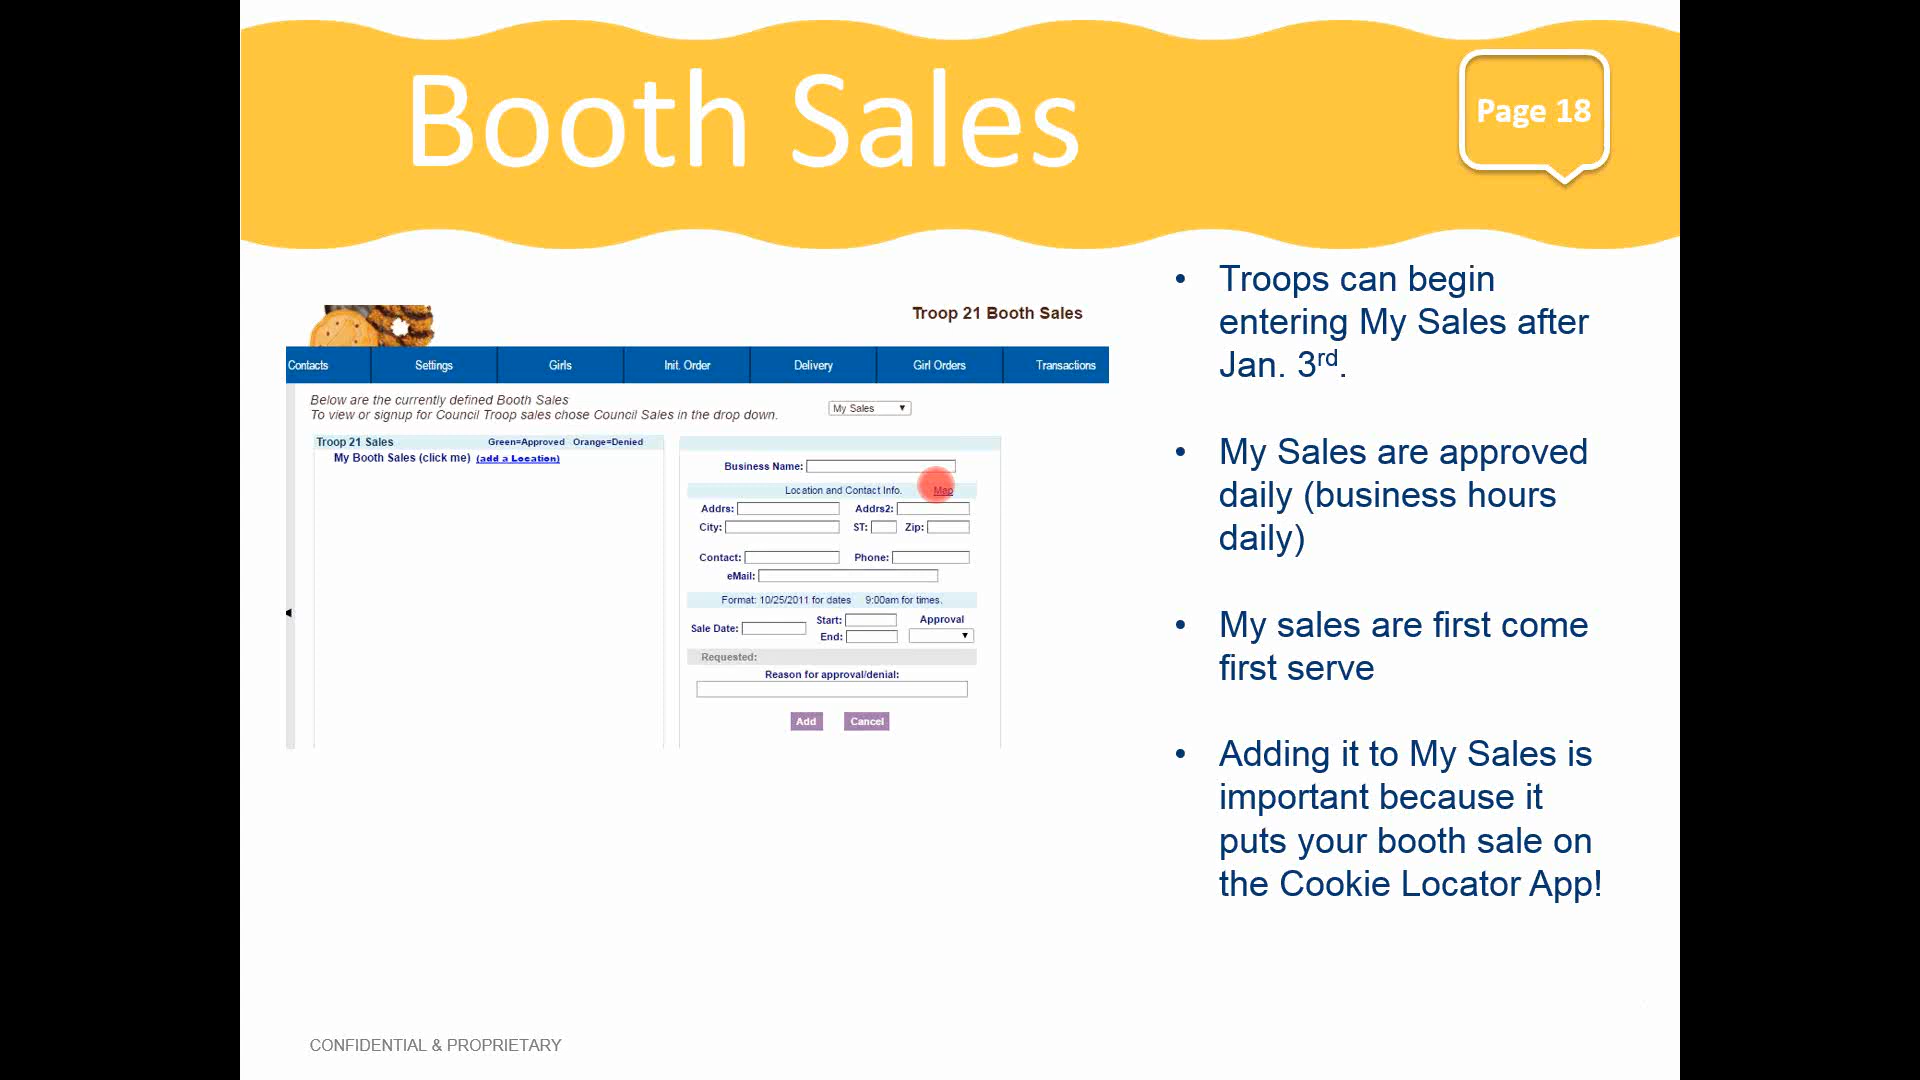 Booth Sales
Page 18
Troop 21 Booth Sales
Contacts Settings Girls Init. Order Delivery Girl Orders Transactions
Below are the currently defined Booth Sales
To view or signup for Council Troop sales chose Council Sales in the drop down.
My Sales
Troop 21 Sales Green=Approved Orange=Denied
My Booth Sales (click me) (add a Location)
Business Name:
Location and Contact Info. Map
Addrs: Addrs2:
City: ST: Zip:
Contact: Phone:
eMail:
Format: 10/25/2011 for dates 9:00am for times.
Sale Date: Start: Approval
End:
Requested:
Reason for approval/denial:
Add Cancel
• Troops can begin
entering My Sales after
Jan. 3rd.
• My Sales are approved
daily (business hours
daily)
• My sales are first come
first serve
• Adding it to My Sales is
important because it
puts your booth sale on
the Cookie Locator App!
CONFIDENTIAL & PROPRIETARY